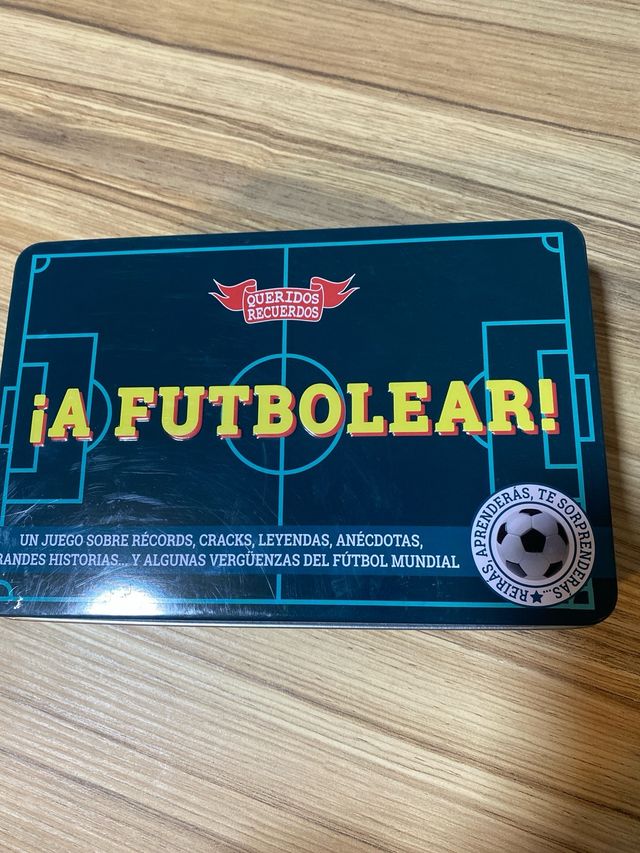 QUERIDOS
RECUERDOS
¡A FUTBOLEAR!
UN JUEGO SOBRE RÉCORDS, CRACKS, LEYENDAS, ANÉCDOTAS,
RANDES HISTORIAS... Y ALGUNAS VERGÜENZAS DEL FÚTBOL MUNDIAL
REIRÁS, APRENDERÁS, TE SORPRENDERÁS...